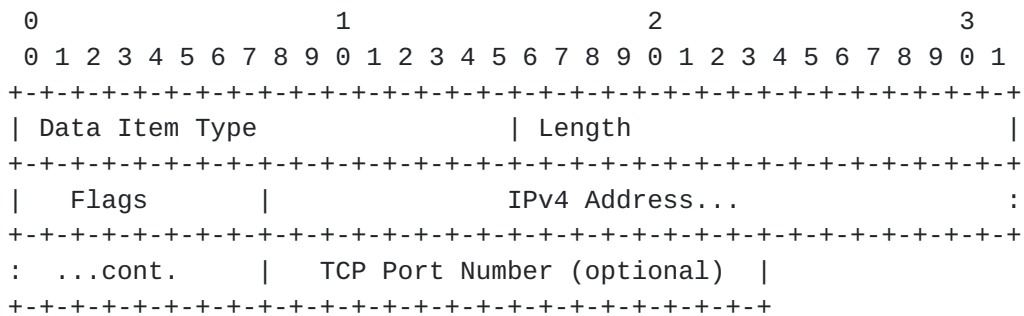 0                   1                   2                   3
 0 1 2 3 4 5 6 7 8 9 0 1 2 3 4 5 6 7 8 9 0 1 2 3 4 5 6 7 8 9 0 1
+-+-+-+-+-+-+-+-+-+-+-+-+-+-+-+-+-+-+-+-+-+-+-+-+-+-+-+-+-+-+-+-+
| Data Item Type                | Length                        |
+-+-+-+-+-+-+-+-+-+-+-+-+-+-+-+-+-+-+-+-+-+-+-+-+-+-+-+-+-+-+-+-+
|   Flags       |               IPv4 Address...                 :
+-+-+-+-+-+-+-+-+-+-+-+-+-+-+-+-+-+-+-+-+-+-+-+-+-+-+-+-+-+-+-+-+
:  ...cont.     |   TCP Port Number (optional)  |
+-+-+-+-+-+-+-+-+-+-+-+-+-+-+-+-+-+-+-+-+-+-+-+-+